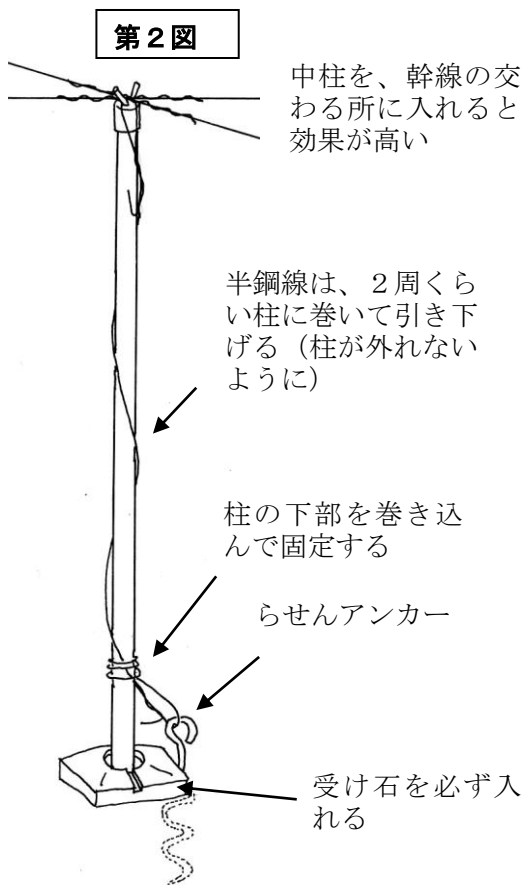 第２図
中柱を、幹線の交
わる所に入れると
効果が高い
半鋼線は、２周くら
い柱に巻いて引き下
げる（柱が外れない
ように）
柱の下部を巻き込
んで固定する
らせんアンカー
受け石を必ず入
れる